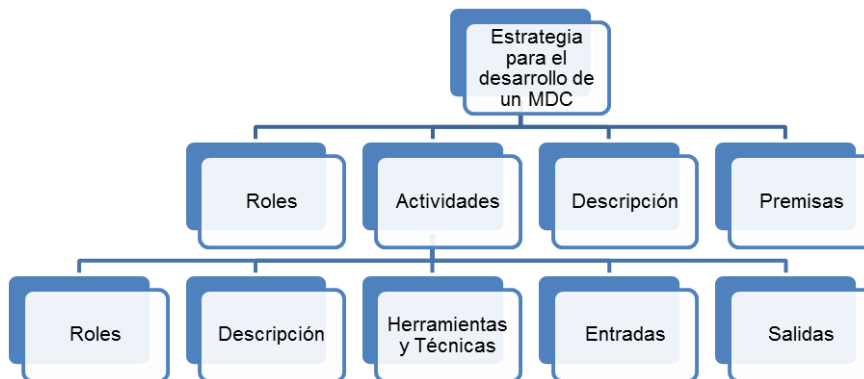 Estrategia
para el
desarrollo de
un MDC
Roles
Actividades
Descripción
Premisas
Roles
Descripción
Herramientas
y Técnicas
Entradas
Salidas